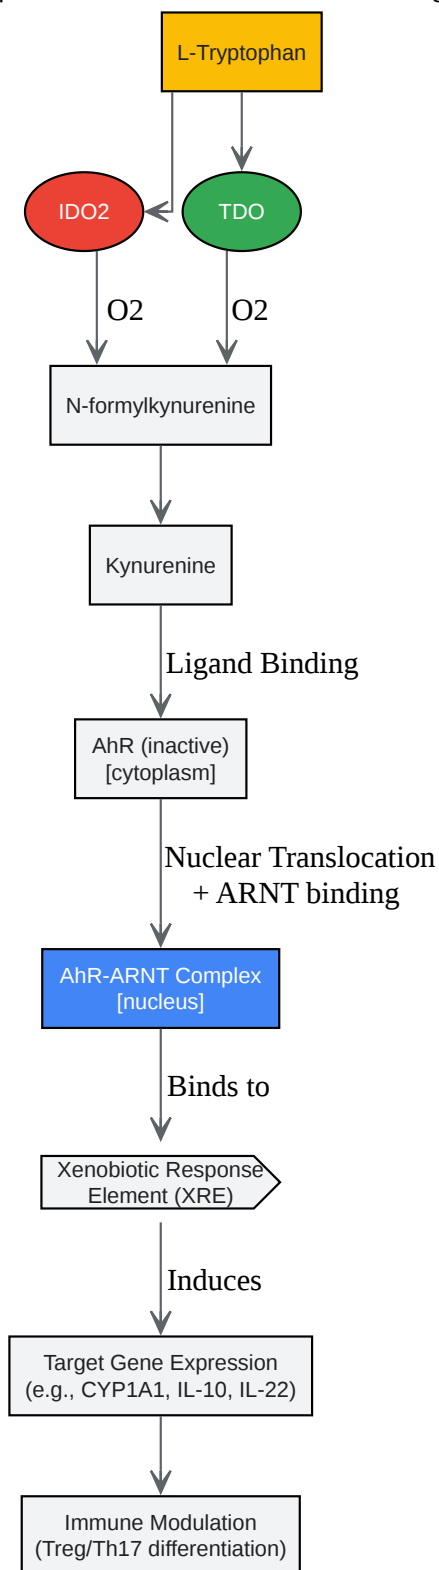 L-Tryptophan
IDO2
TDO
O2
O2
N-formylkynurenine
Kynurenine
Ligand Binding
AhR (inactive)
[cytoplasm]
Nuclear Translocation
+ ARNT binding
AhR-ARNT Complex
[nucleus]
Binds to
Xenobiotic Response
Element (XRE)
Induces
Target Gene Expression
(e.g., CYP1A1, IL-10, IL-22)
Immune Modulation
(Treg/Th17 differentiation)